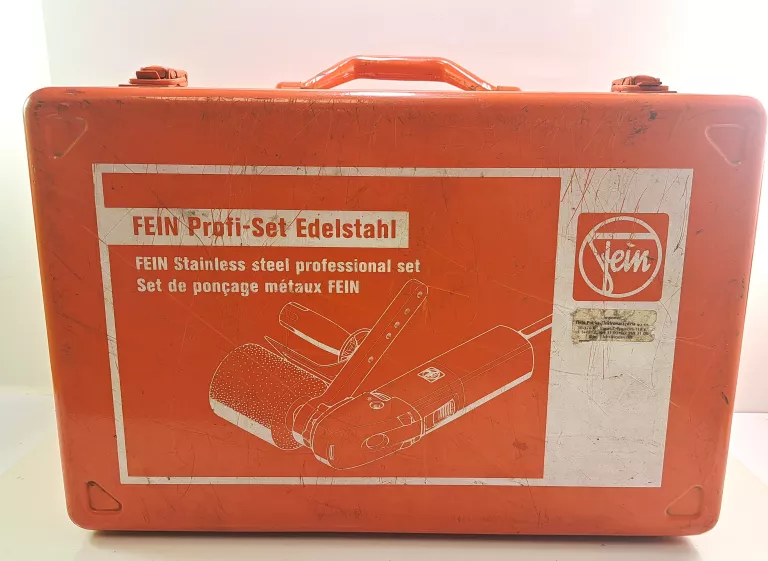 FEIN Profi-Set Edelstahl
FEIN Stainless steel professional set
Set de ponçage métaux FEIN
Fein